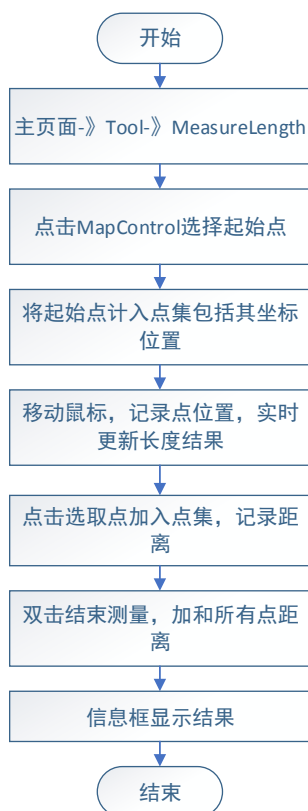 开始
主页面-》Tool-》MeasureLength
点击MapControl选择起始点
将起始点计入点集包括其坐标
位置
移动鼠标，记录点位置，实时
更新长度结果
点击选取点加入点集，记录距
离
双击结束测量，加和所有点距
离
信息框显示结果
结束